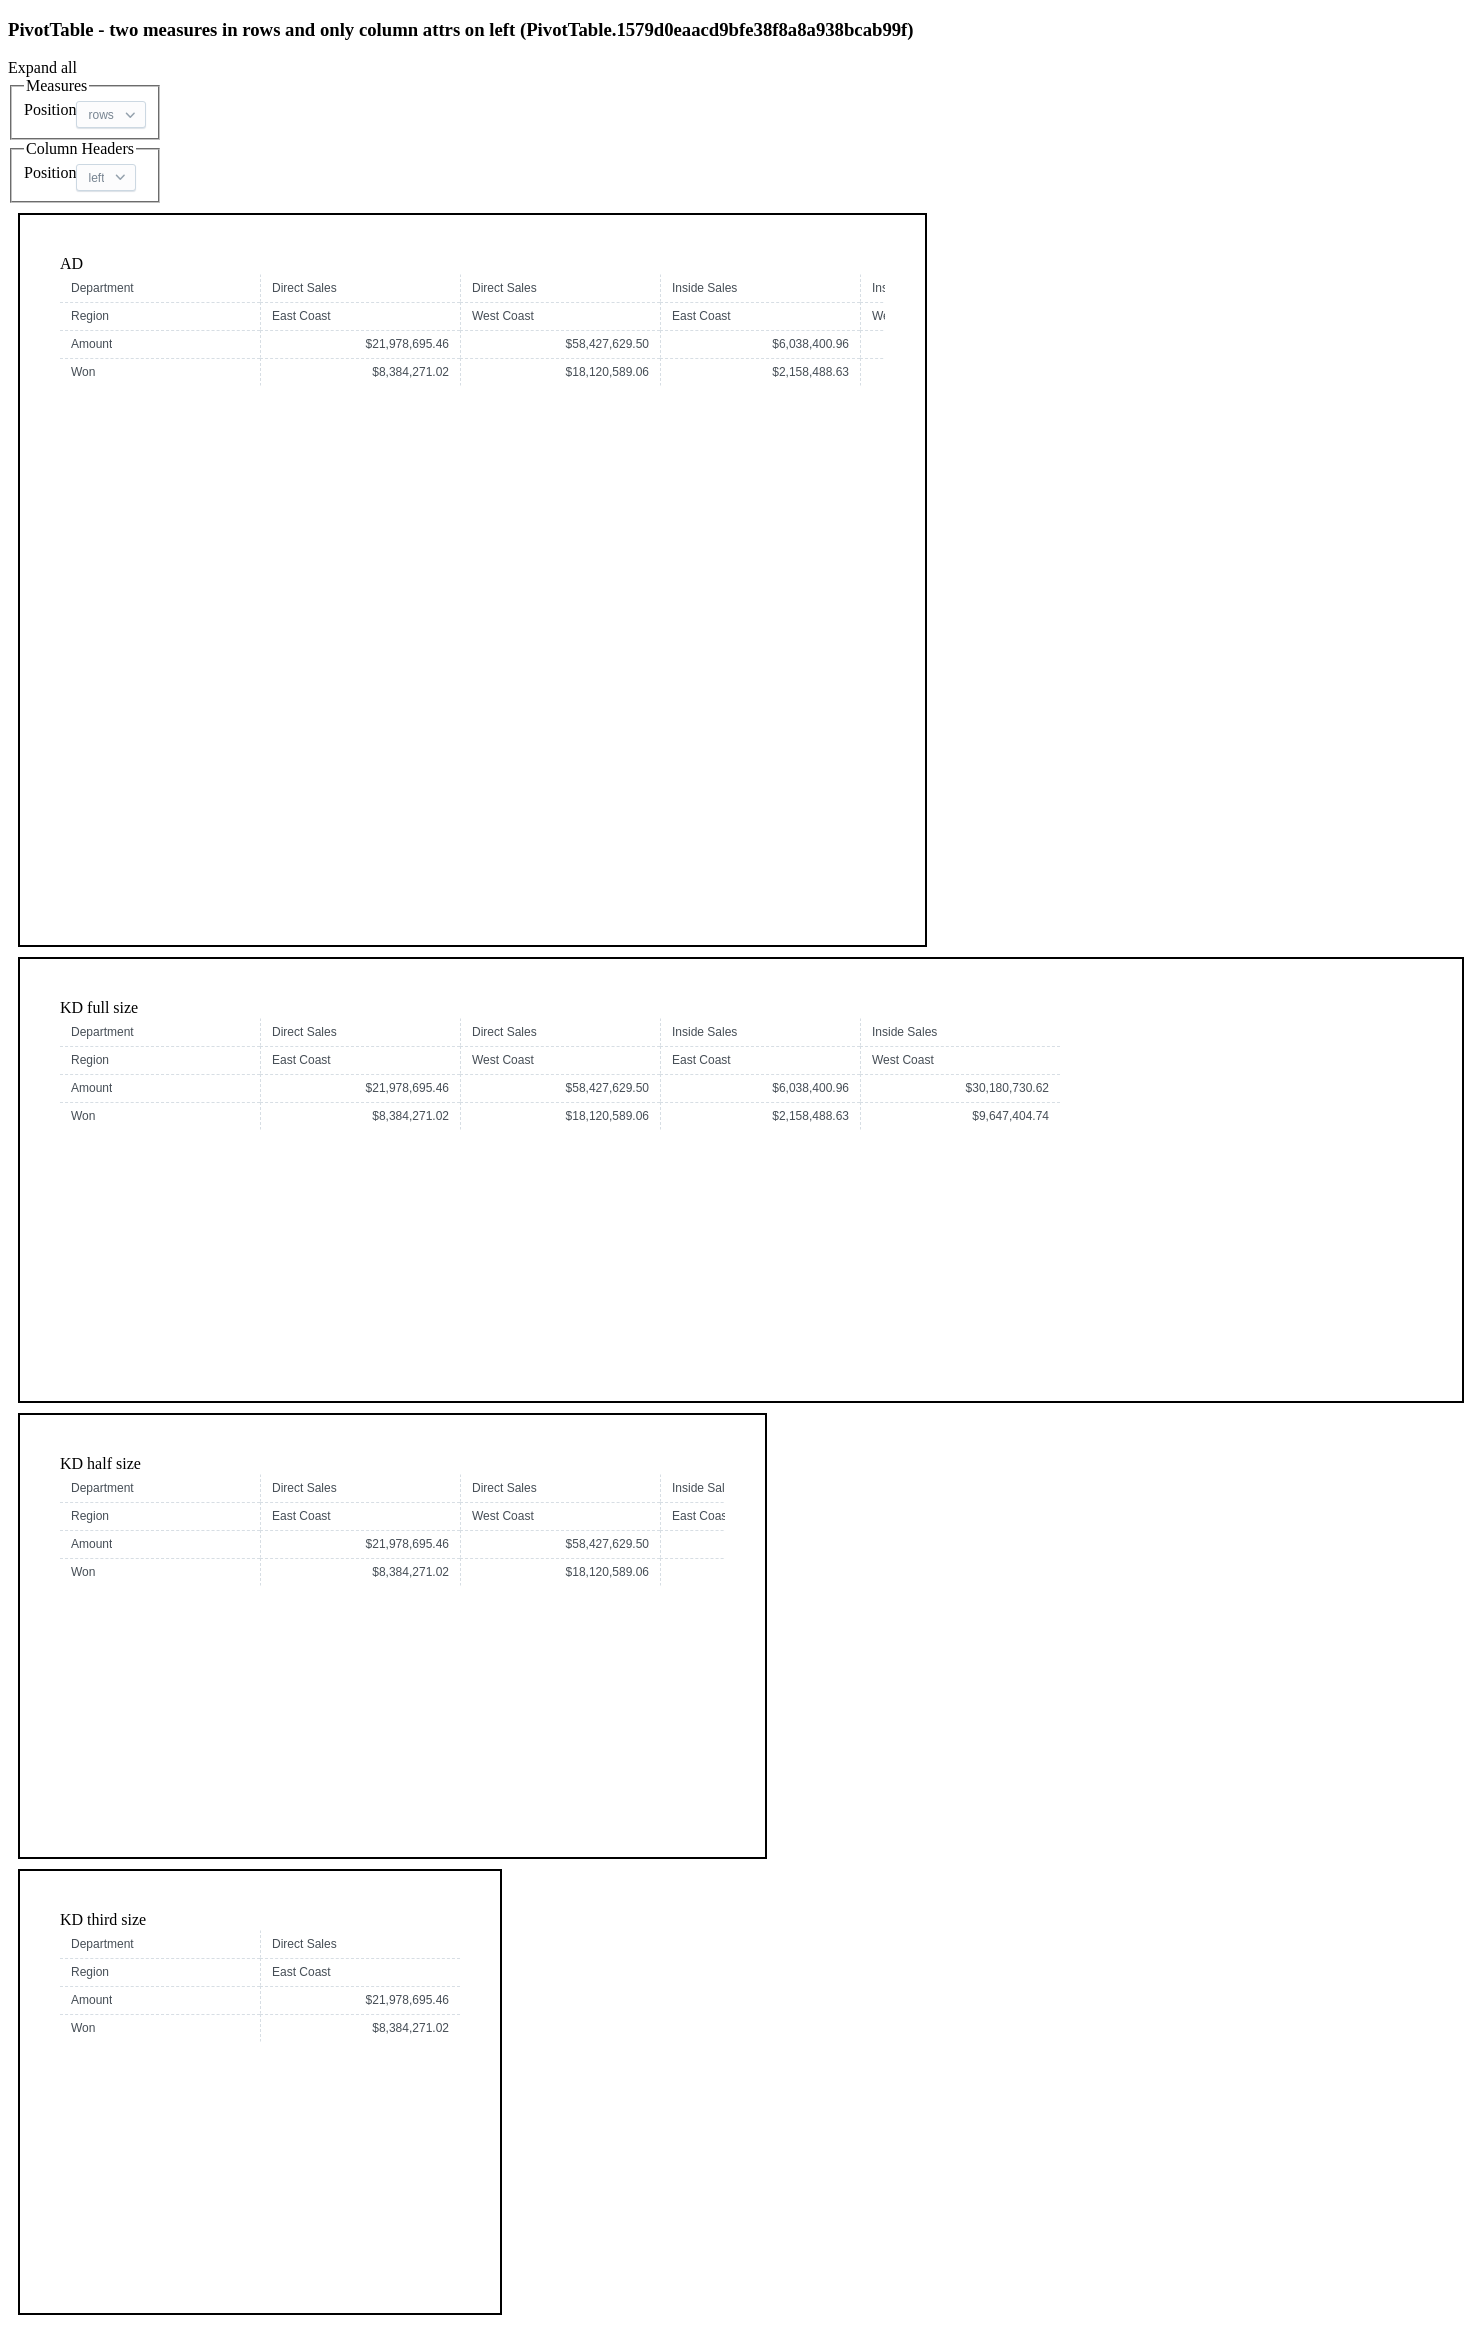 PivotTable - two measures in rows and only column attrs on left (PivotTable.1579d0eaacd9bfe38f8a8a938bcab99f)
Expand all
Measures
Position rows
Column Headers
Position left
AD
Department Direct Sales Direct Sales Inside Sales Ins
Region East Coast West Coast East Coast We
Amount $21,978,695.46 $58,427,629.50 $6,038,400.96
Won $8,384,271.02 $18,120,589.06 $2,158,488.63
KD full size
Department Direct Sales Direct Sales Inside Sales Inside Sales
Region East Coast West Coast East Coast West Coast
Amount $21,978,695.46 $58,427,629.50 $6,038,400.96 $30,180,730.62
Won $8,384,271.02 $18,120,589.06 $2,158,488.63 $9,647,404.74
KD half size
Department Direct Sales Direct Sales Inside Sal
Region East Coast West Coast East Coas
Amount $21,978,695.46 $58,427,629.50
Won $8,384,271.02 $18,120,589.06
KD third size
Department Direct Sales
Region East Coast
Amount $21,978,695.46
Won $8,384,271.02